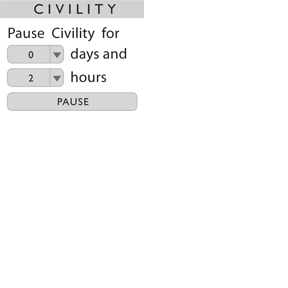 CIVILITY
Pause Civility for
0 days and
2 hours
PAUSE